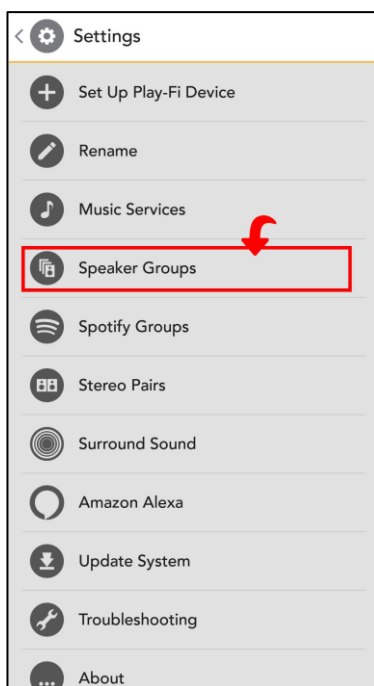 Settings
Set Up Play-Fi Device
Rename
Music Services
Speaker Groups
Spotify Groups
Stereo Pairs
Surround Sound
Amazon Alexa
Update System
Troubleshooting
About